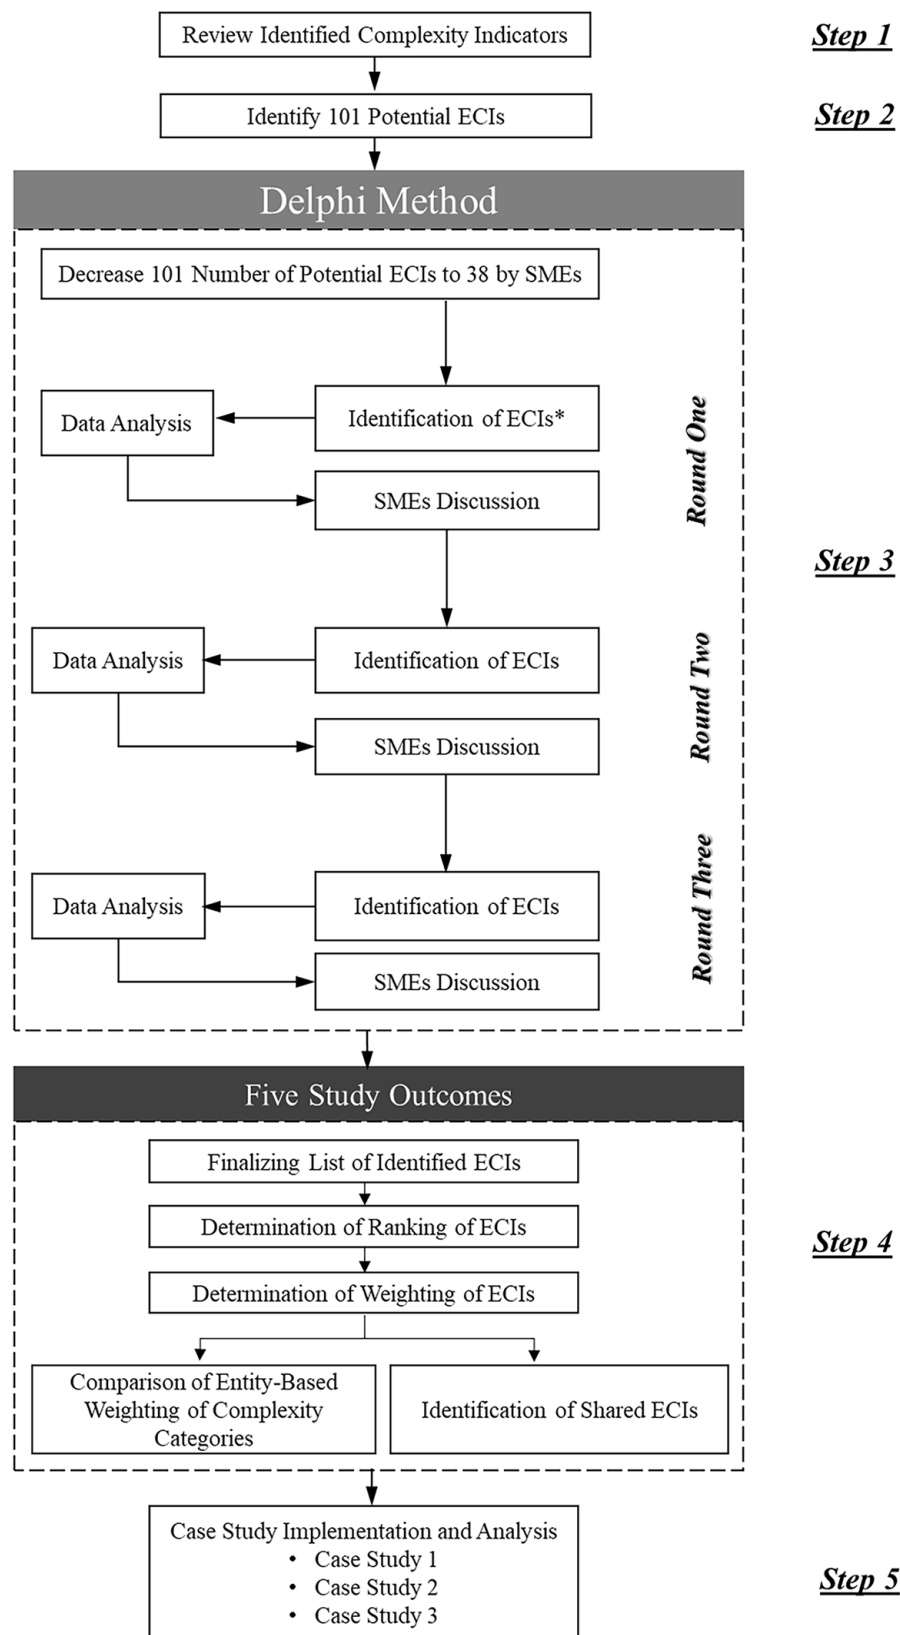 Review Identified Complexity Indicators
Step 1
Identify 101 Potential ECIs
Step 2
Delphi Method
Decrease 101 Number of Potential ECIs to 38 by SMEs
Identification of ECIs*
Data Analysis
SMEs Discussion
Round One
Step 3
Data Analysis
Identification of ECIs
SMEs Discussion
Round Two
Data Analysis
Identification of ECIs
SMEs Discussion
Round Three
Five Study Outcomes
Finalizing List of Identified ECIs
Determination of Ranking of ECIs
Step 4
Determination of Weighting of ECIs
Comparison of Entity-Based
Weighting of Complexity
Categories
Identification of Shared ECIs
Case Study Implementation and Analysis
• Case Study 1
• Case Study 2
• Case Study 3
Step 5